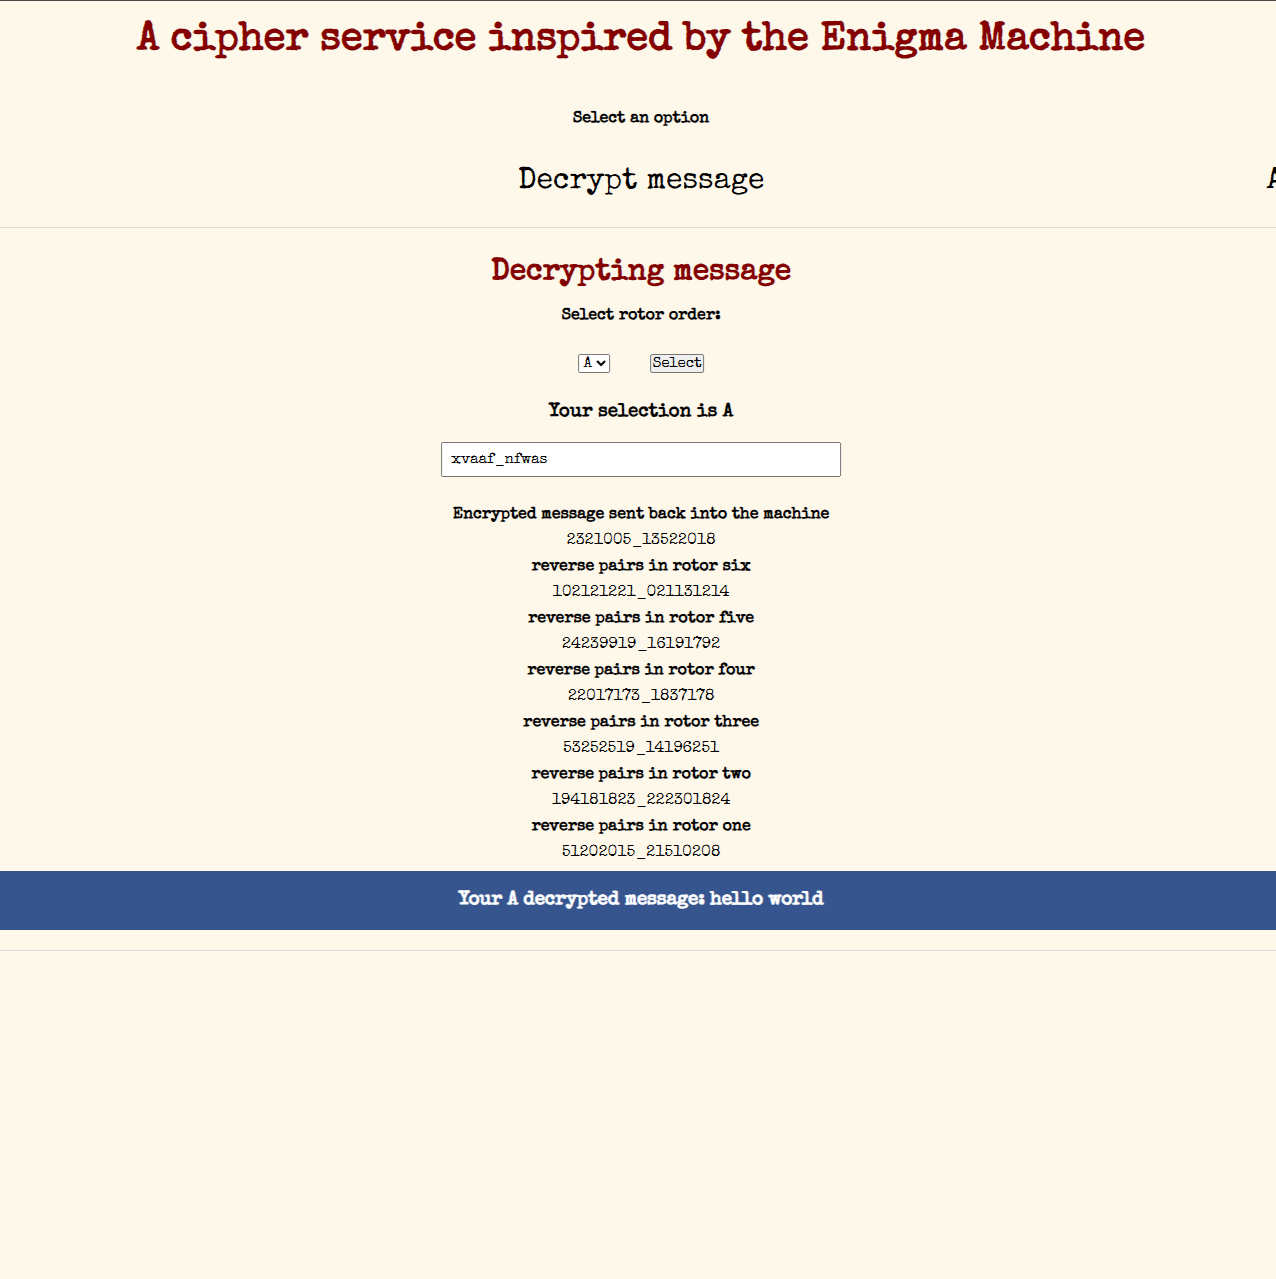 A cipher service inspired by the Enigma Machine
Select an option
Decrypt message
Decrypting message
Select rotor order:
A Select
Your selection is A
xvaaf_nfwas
Encrypted message sent back into the machine
2321005_13522018
reverse pairs in rotor six
102121221_021131214
reverse pairs in rotor five
24239919_16191792
reverse pairs in rotor four
22017173_1837178
reverse pairs in rotor three
53252519_14196251
reverse pairs in rotor two
194181823_222301824
reverse pairs in rotor one
51202015_21510208
Your A decrypted message: hello world